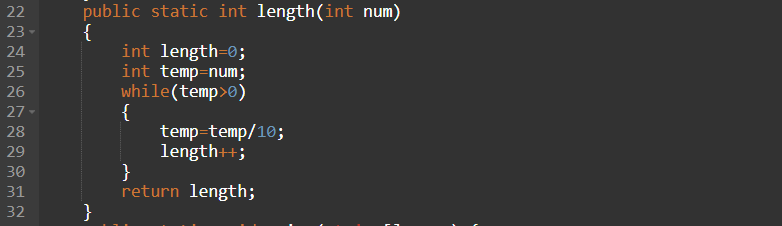 22 public static int length(int num)
23 {
24 int length=0;
25 int temp=num;
26 while(temp>0)
27 {
28 temp=temp/10;
29 length++;
30 }
31 return length;
32 }